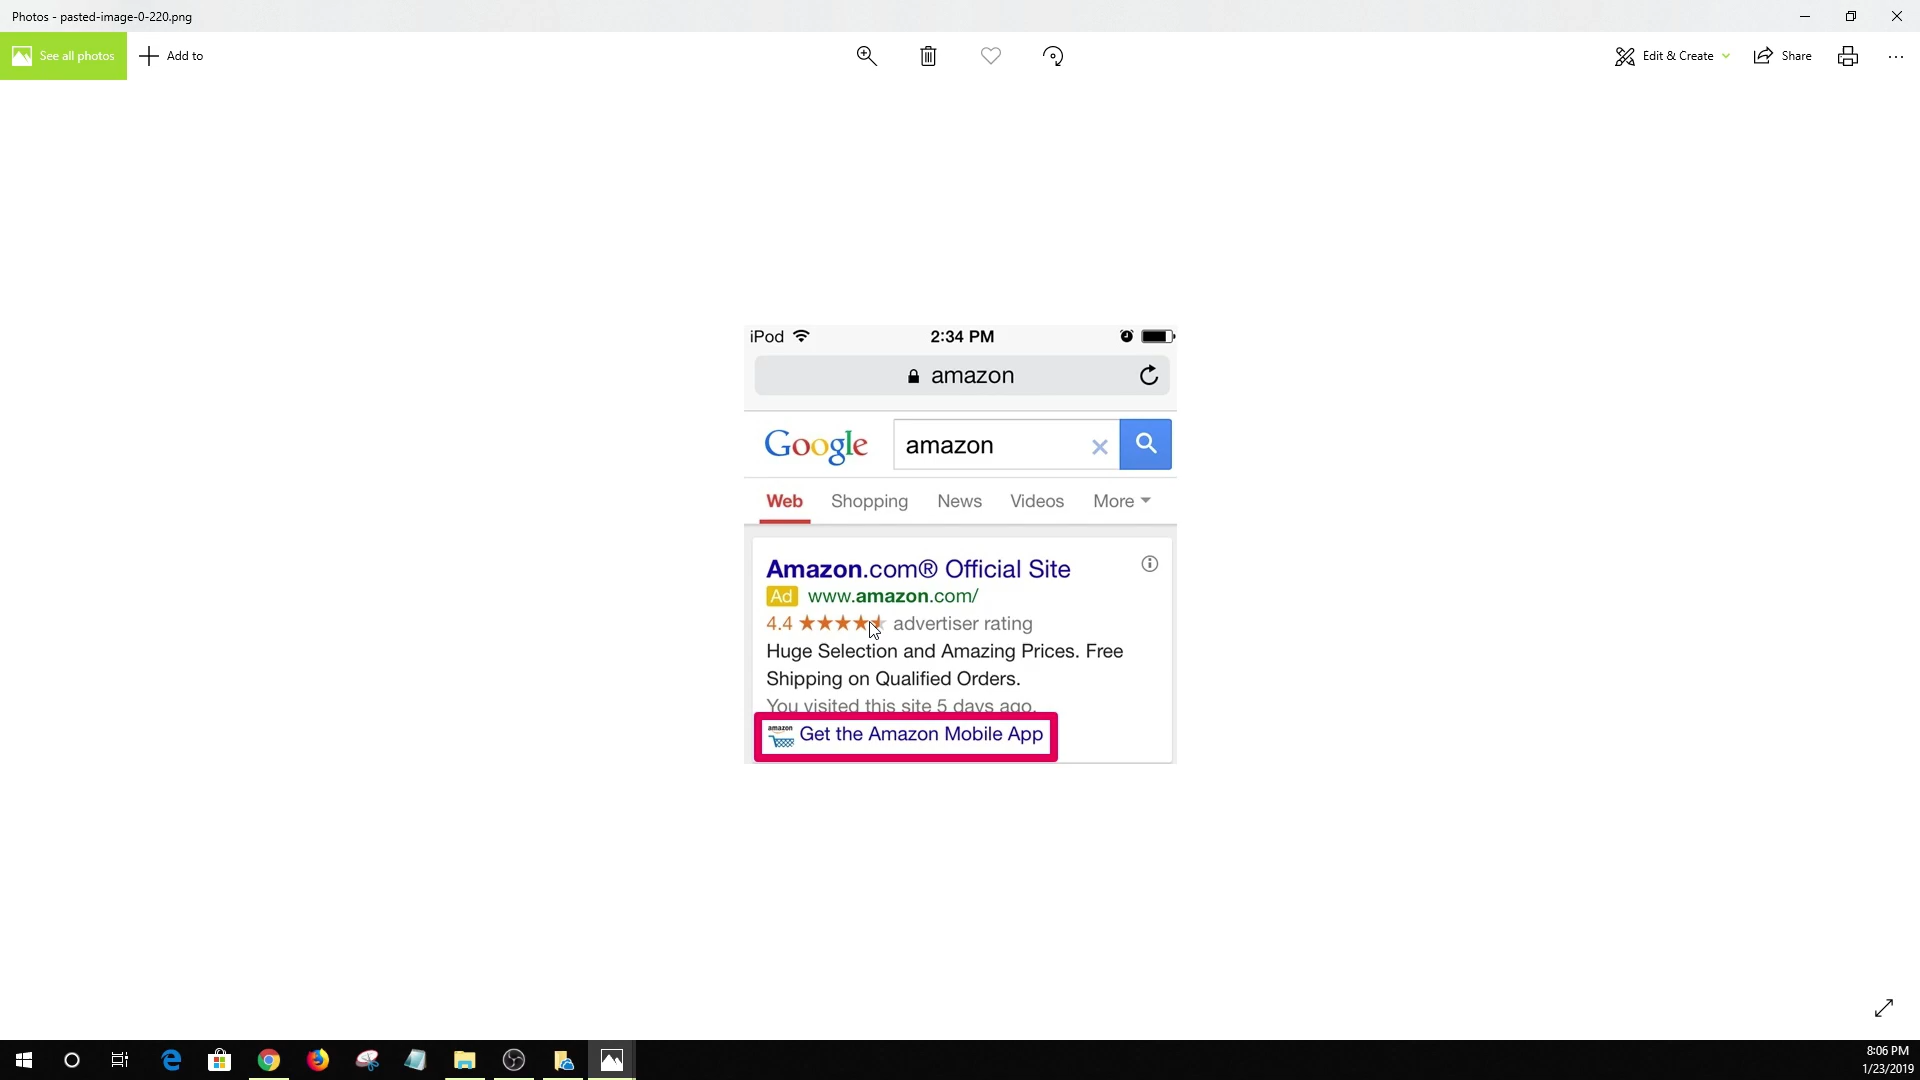 Photos - pasted-image-0-220.png
See all photos
Add to
Edit & Create
Share
iPod
2:34 PM
amazon
Google
amazon
Web Shopping News Videos More
Amazon.com® Official Site
Ad www.amazon.com/
4.4 advertiser rating
Huge Selection and Amazing Prices. Free
Shipping on Qualified Orders.
You visited this site 5 days ago.
amazon
Get the Amazon Mobile App
8:06 PM
1/23/2019